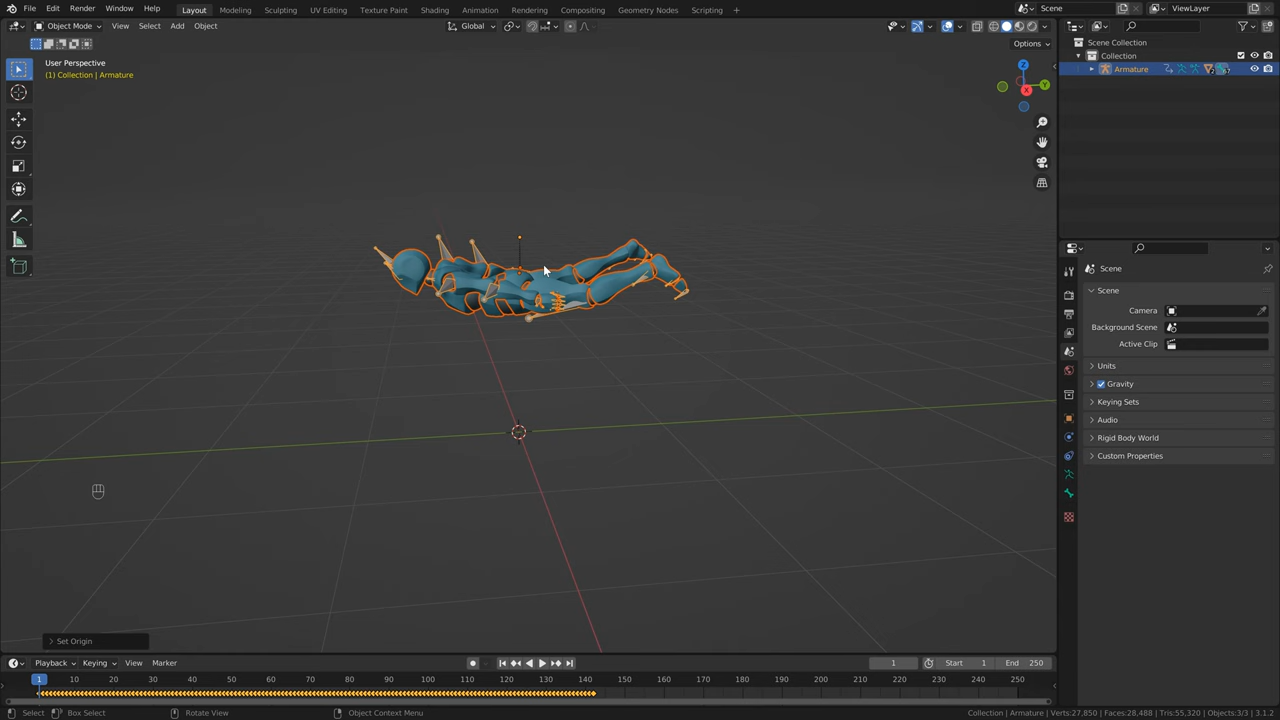 File Edit Render Window Help Layout Modeling Sculpting UV Editing Texture Paint Shading Animation Rendering Compositing Geometry Nodes Scripting Scene ViewLayer
Object Mode View Select Add Object Global
Options
User Perspective
(1) Collection | Armature
Z
Y
X
Scene Collection
Collection
Armature
Scene
Scene
Camera
Background Scene
Active Clip
Units
Gravity
Keying Sets
Audio
Rigid Body World
Custom Properties
Set Origin
Playback Keying View Marker 1 Start 1 End 250
1 10 20 30 40 50 60 70 80 90 100 110 120 130 140 150 160 170 180 190 200 210 220 230 240 250
Select Box Select Rotate View Object Context Menu Collection | Armature | Verts:27,850 | Faces:28,488 | Tris:55,320 | Objects:3/3 | 3.1.2